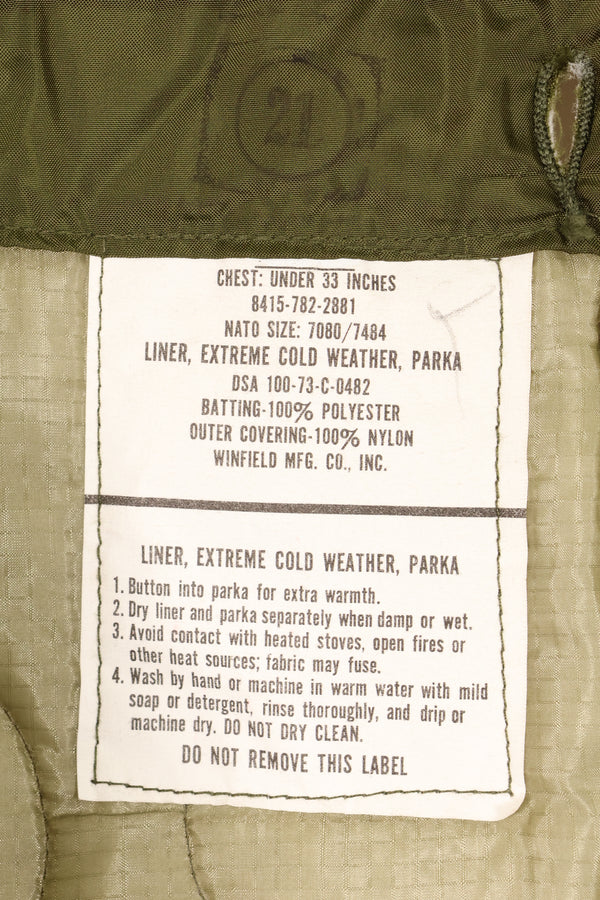 21
CHEST: UNDER 33 INCHES
8415-782-2881
NATO SIZE: 7080/7484
LINER, EXTREME COLD WEATHER, PARKA
DSA 100-73-C-0482
BATTING-100% POLYESTER
OUTER COVERING-100% NYLON
WINFIELD MFG. CO., INC.
LINER, EXTREME COLD WEATHER, PARKA
1. Button into parka for extra warmth.
2. Dry liner and parka separately when damp or wet.
3. Avoid contact with heated stoves, open fires or
other heat sources; fabric may fuse.
4. Wash by hand or machine in warm water with mild
soap or detergent, rinse thoroughly, and drip or
machine dry. DO NOT DRY CLEAN.
DO NOT REMOVE THIS LABEL